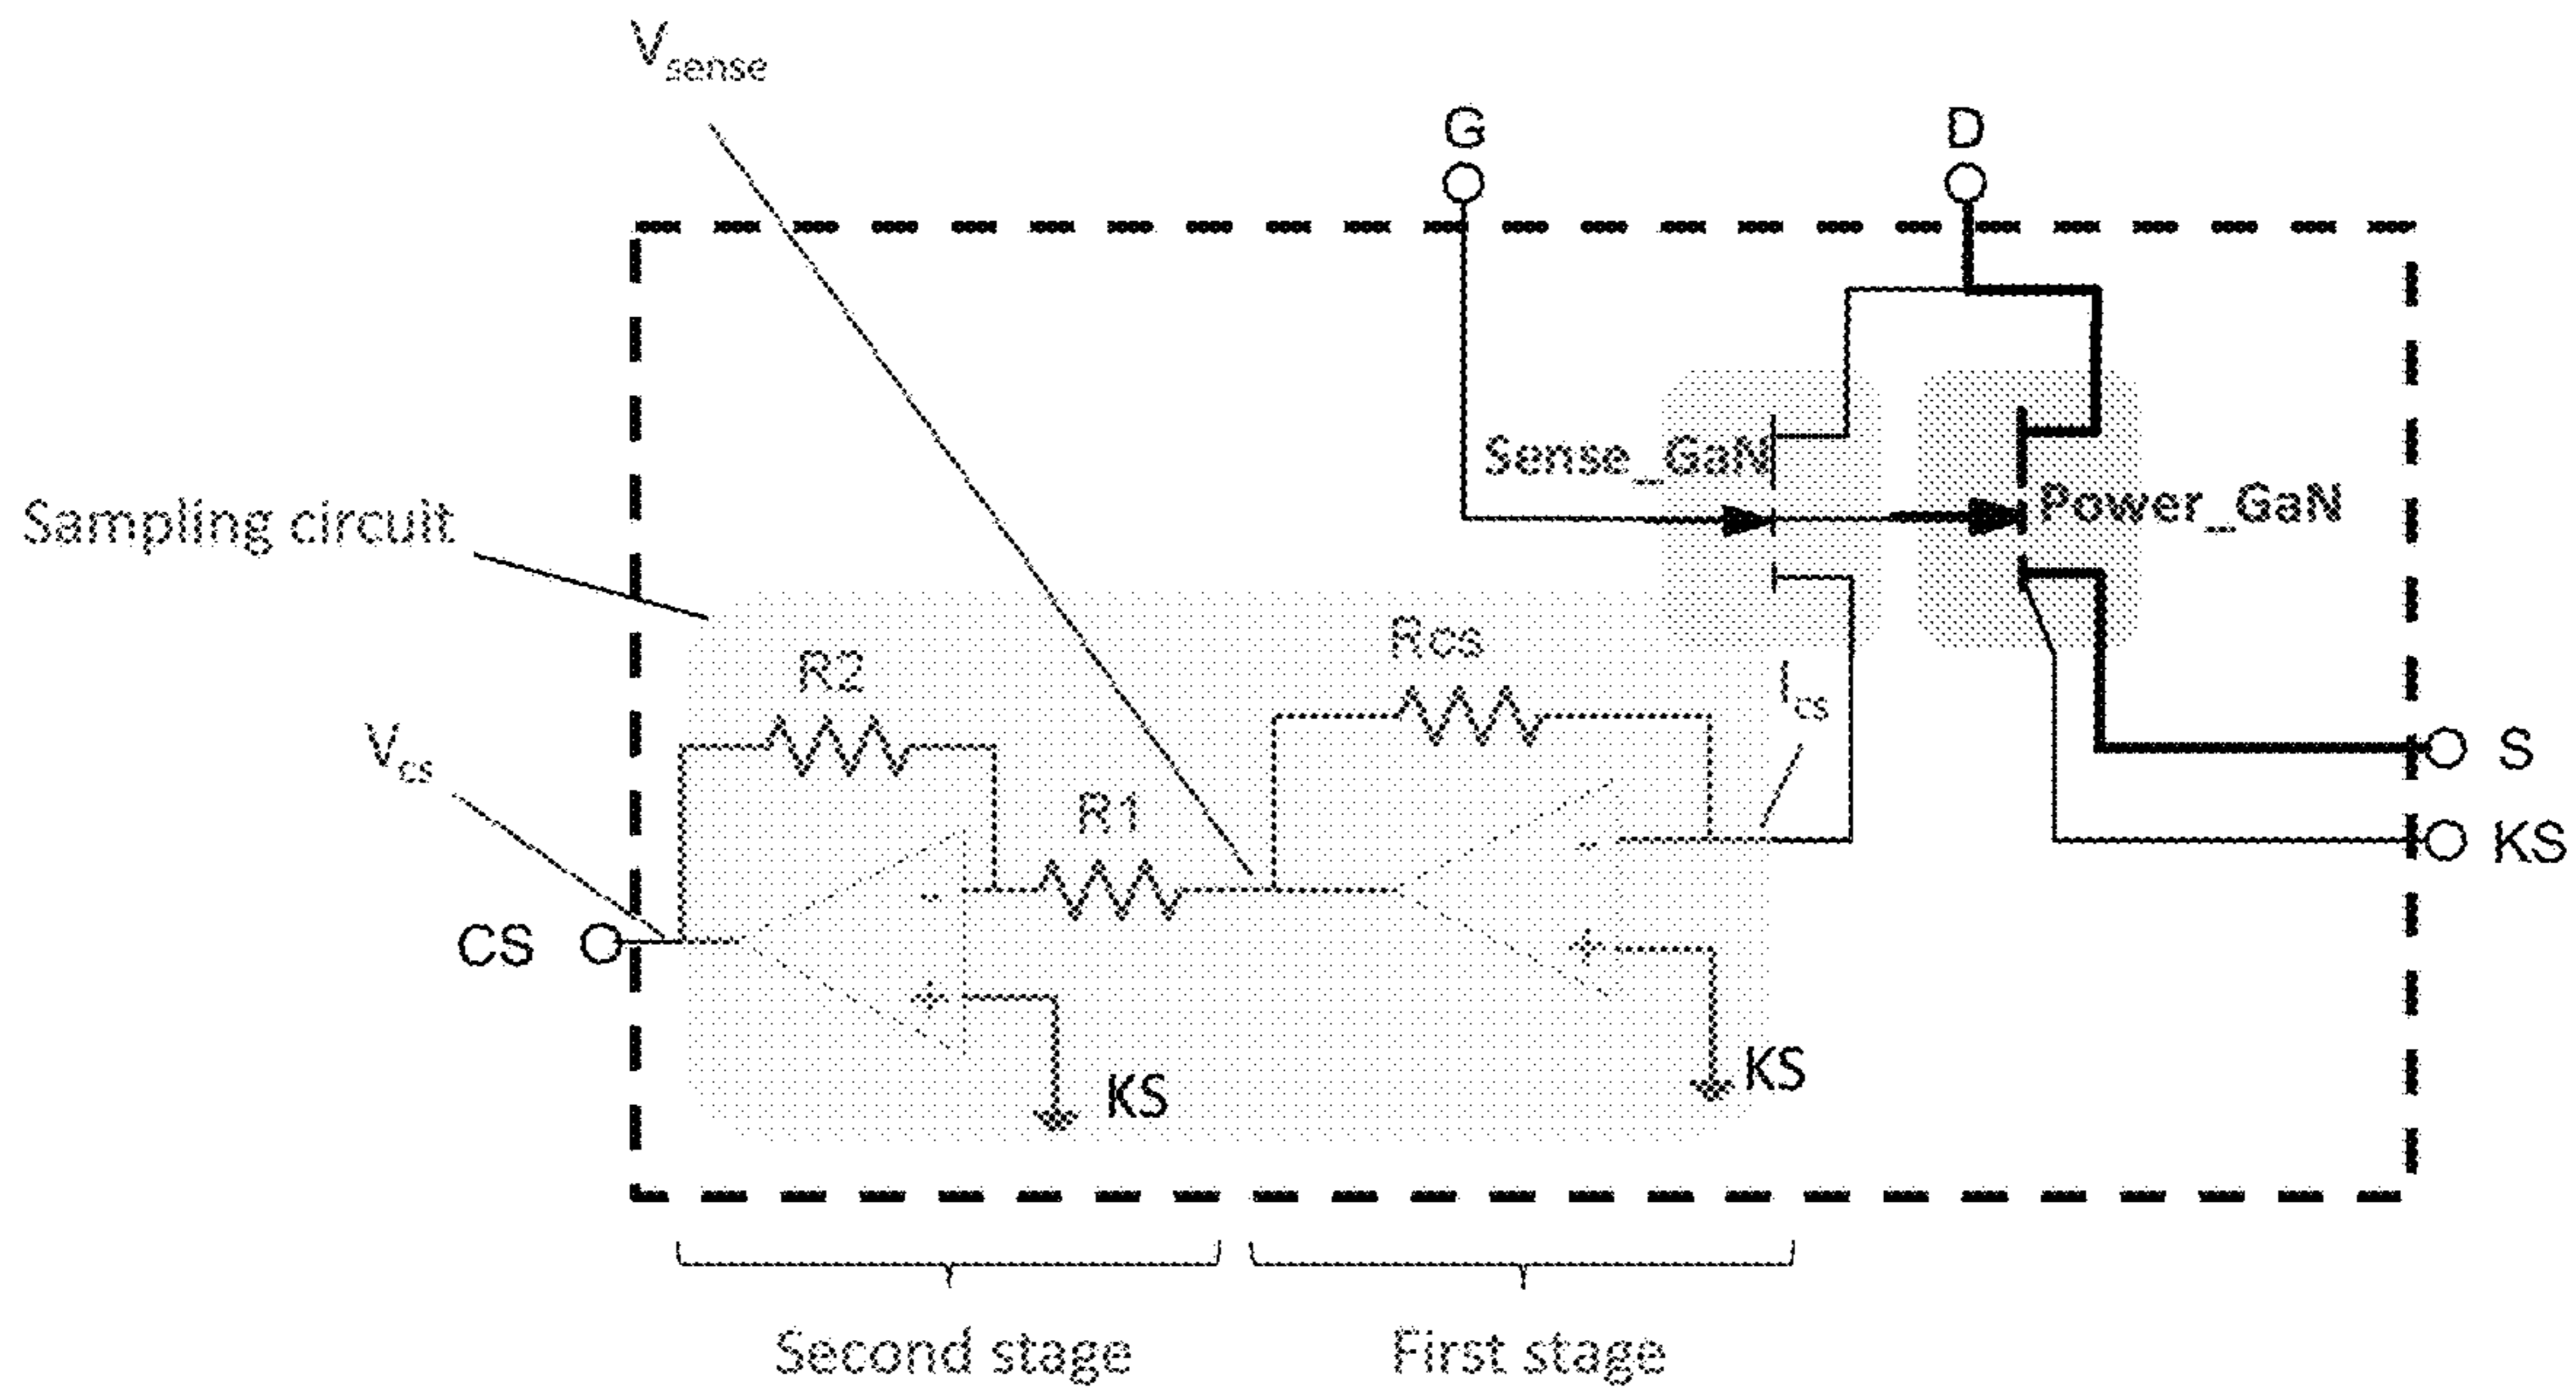 Vsense
G
D
Sense_GaN
Power_GaN
Sampling circuit
Rcs
R2
Ics
Vcs
R1
S
-
KS
-
CS
+
+
KS
KS
Second stage
First stage